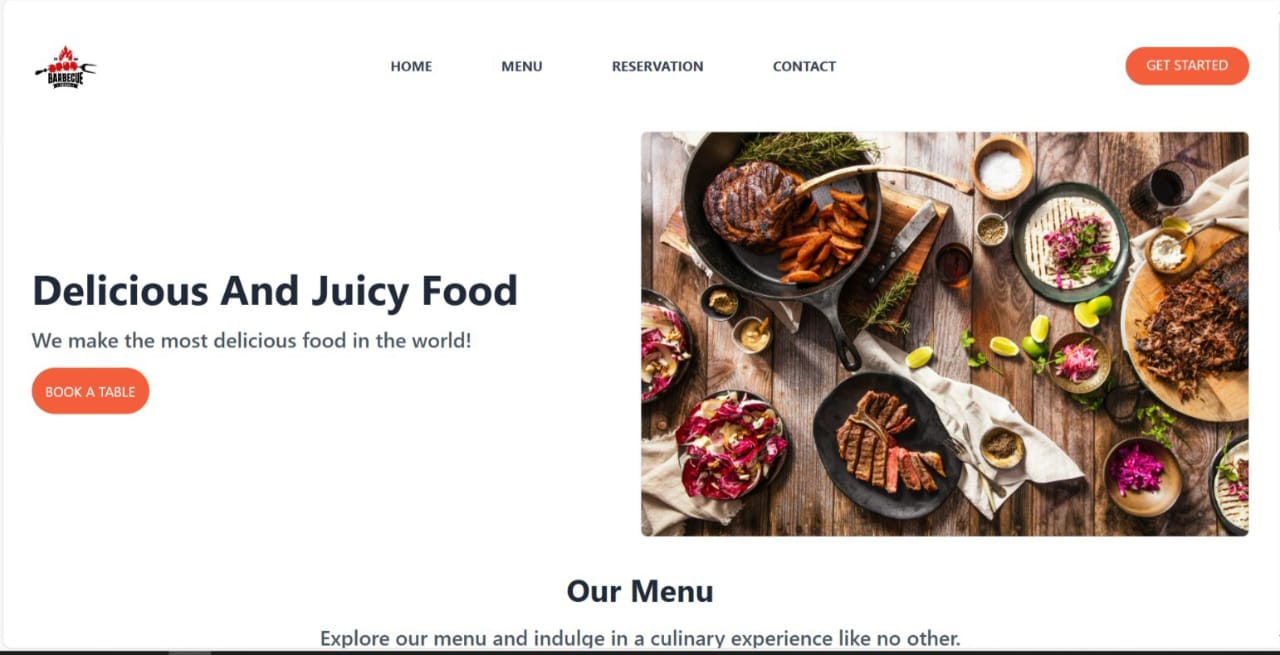 BARBECUE
HOME MENU RESERVATION CONTACT GET STARTED
Delicious And Juicy Food
We make the most delicious food in the world!
BOOK A TABLE
Our Menu
Explore our menu and indulge in a culinary experience like no other.